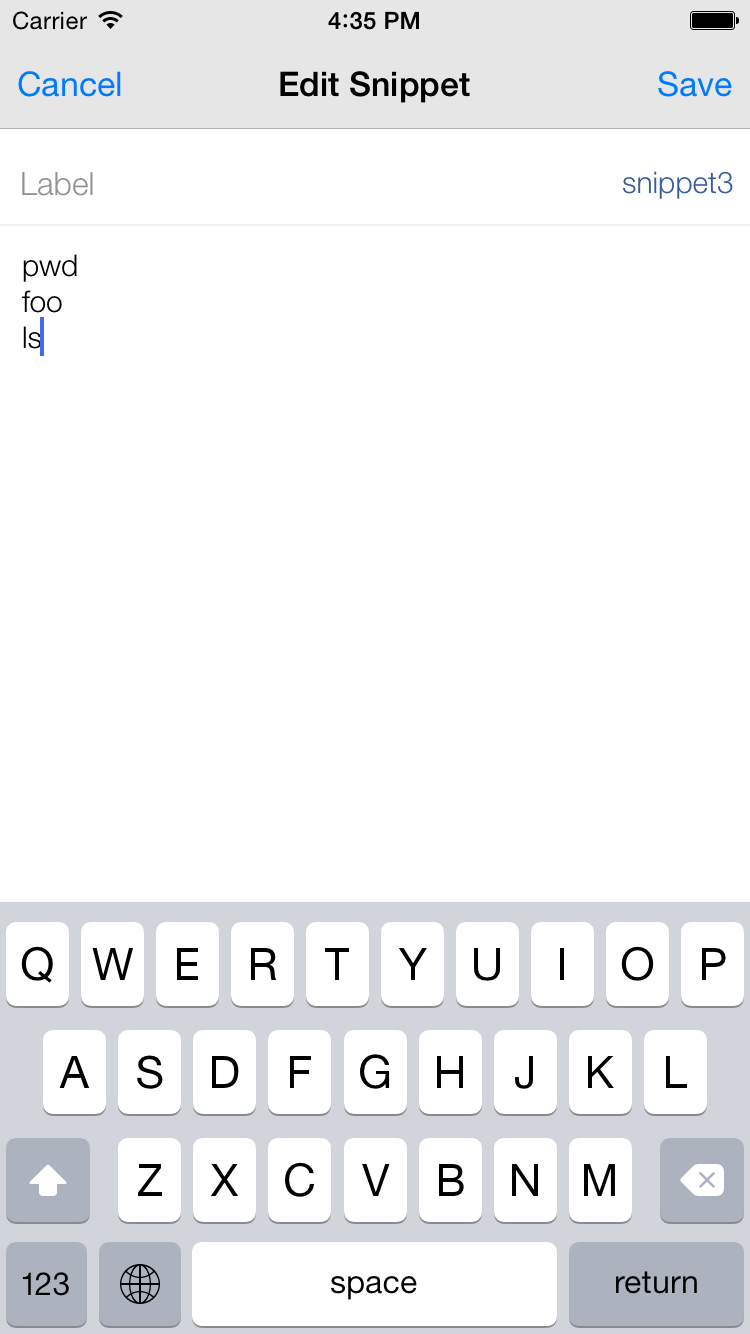 Carrier 4:35 PM
Cancel Edit Snippet Save
Label snippet3
pwd
foo
ls
Q W E R T Y U I O P
A S D F G H J K L
Z X C V B N M
123 space return